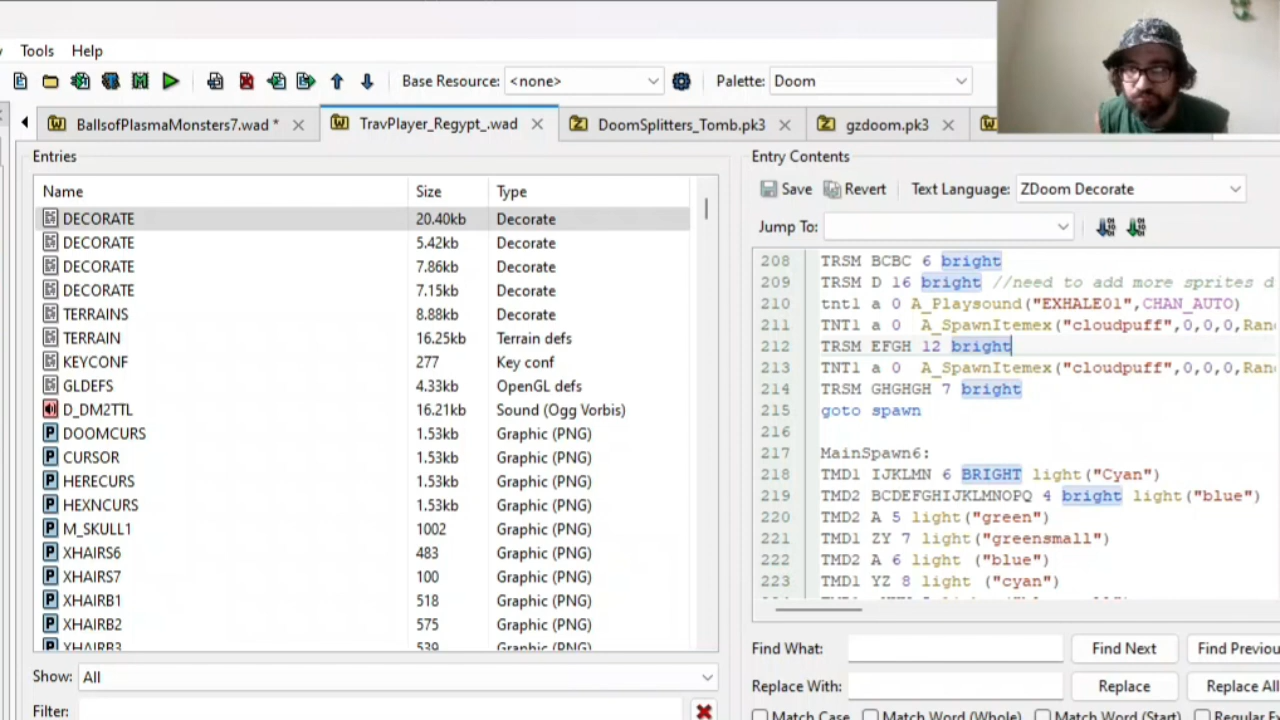 Tools Help
Base Resource: <none> Palette: Doom
BallsofPlasmaMonsters7.wad * TravPlayer_Regypt_.wad DoomSplitters_Tomb.pk3 gzdoom.pk3
Entries
Name Size Type
DECORATE 20.40kb Decorate
DECORATE 5.42kb Decorate
DECORATE 7.86kb Decorate
DECORATE 7.15kb Decorate
TERRAINS 8.88kb Decorate
TERRAIN 16.25kb Terrain defs
KEYCONF 277 Key conf
GLDEFS 4.33kb OpenGL defs
D_DM2TTL 16.21kb Sound (Ogg Vorbis)
DOOMCURS 1.53kb Graphic (PNG)
CURSOR 1.53kb Graphic (PNG)
HERECURS 1.53kb Graphic (PNG)
HEXNCURS 1.53kb Graphic (PNG)
M_SKULL1 1002 Graphic (PNG)
XHAIRS6 483 Graphic (PNG)
XHAIRS7 100 Graphic (PNG)
XHAIRB1 518 Graphic (PNG)
XHAIRB2 575 Graphic (PNG)
XHAIRB3 539 Graphic (PNG)
Show: All
Filter:
Entry Contents
Save Revert Text Language: ZDoom Decorate
Jump To:
208 TRSM BCBC 6 bright
209 TRSM D 16 bright //need to add more sprites d
210 tnt1 a 0 A_Playsound("EXHALE01",CHAN_AUTO)
211 TNT1 a 0 A_SpawnItemex("cloudpuff",0,0,0,Ran
212 TRSM EFGH 12 bright
213 TNT1 a 0 A_SpawnItemex("cloudpuff",0,0,0,Ran
214 TRSM GHGHGH 7 bright
215 goto spawn
216
217 MainSpawn6:
218 TMD1 IJKLMN 6 BRIGHT light("Cyan")
219 TMD2 BCDEFGHIJKLMNOPQ 4 bright light("blue")
220 TMD2 A 5 light("green")
221 TMD1 ZY 7 light("greensmall")
222 TMD2 A 6 light ("blue")
223 TMD1 YZ 8 light ("cyan")
Find What: Find Next Find Previou
Replace With: Replace Replace All
Match Case Match Word (Whole) Match Word (Start) Regular E